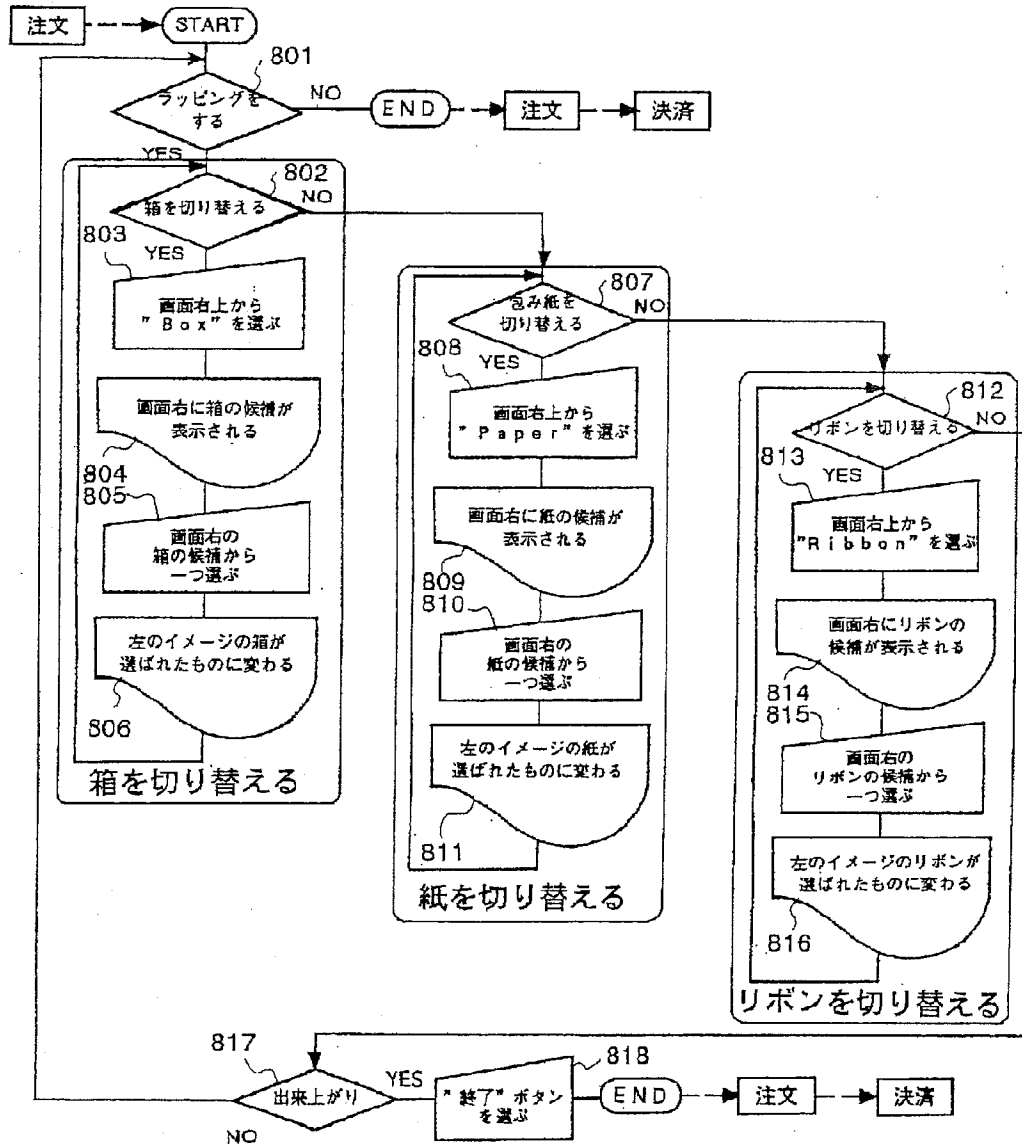 注文
START
801
ラッピングを
する
NO
END
注文
決済
YES
802
箱を切り替える
NO
803
YES
画面右上から
"Box"を選ぶ
画面右に箱の候補が
表示される
804
805
画面右の
箱の候補から
一つ選ぶ
左のイメージの箱が
選ばれたものに変わる
806
箱を切り替える
807
包み紙を
切り替える
NO
808
YES
画面右上から
"Paper"を選ぶ
画面右に紙の候補が
表示される
809
810
画面右の
紙の候補から
一つ選ぶ
左のイメージの紙が
選ばれたものに変わる
811
紙を切り替える
812
リボンを切り替える
NO
813
YES
画面右上から
"Ribbon"を選ぶ
画面右にリボンの
候補が表示される
814
815
画面右の
リボンの候補から
一つ選ぶ
左のイメージのリボンが
選ばれたものに変わる
816
リボンを切り替える
817
出来上がり
YES
NO
818
"終了"ボタン
を選ぶ
END
注文
決済